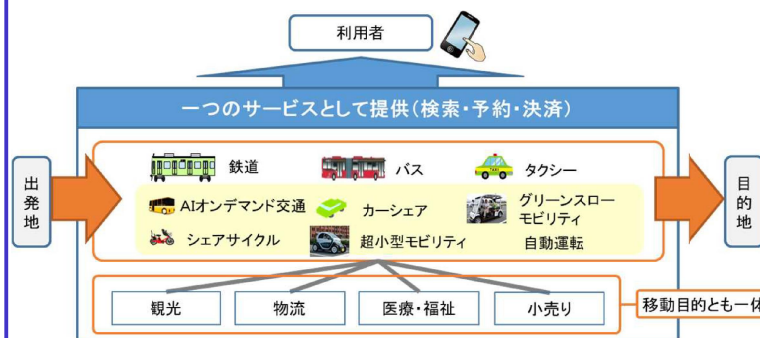 利用者
一つのサービスとして提供(検索・予約・決済)
出発地
鉄道
バス
TAXI
タクシー
目的地
AIオンデマンド交通
カーシェア
グリーンスロー
モビリティ
シェアサイクル
超小型モビリティ
自動運転
観光
物流
医療・福祉
小売り
移動目的とも一体